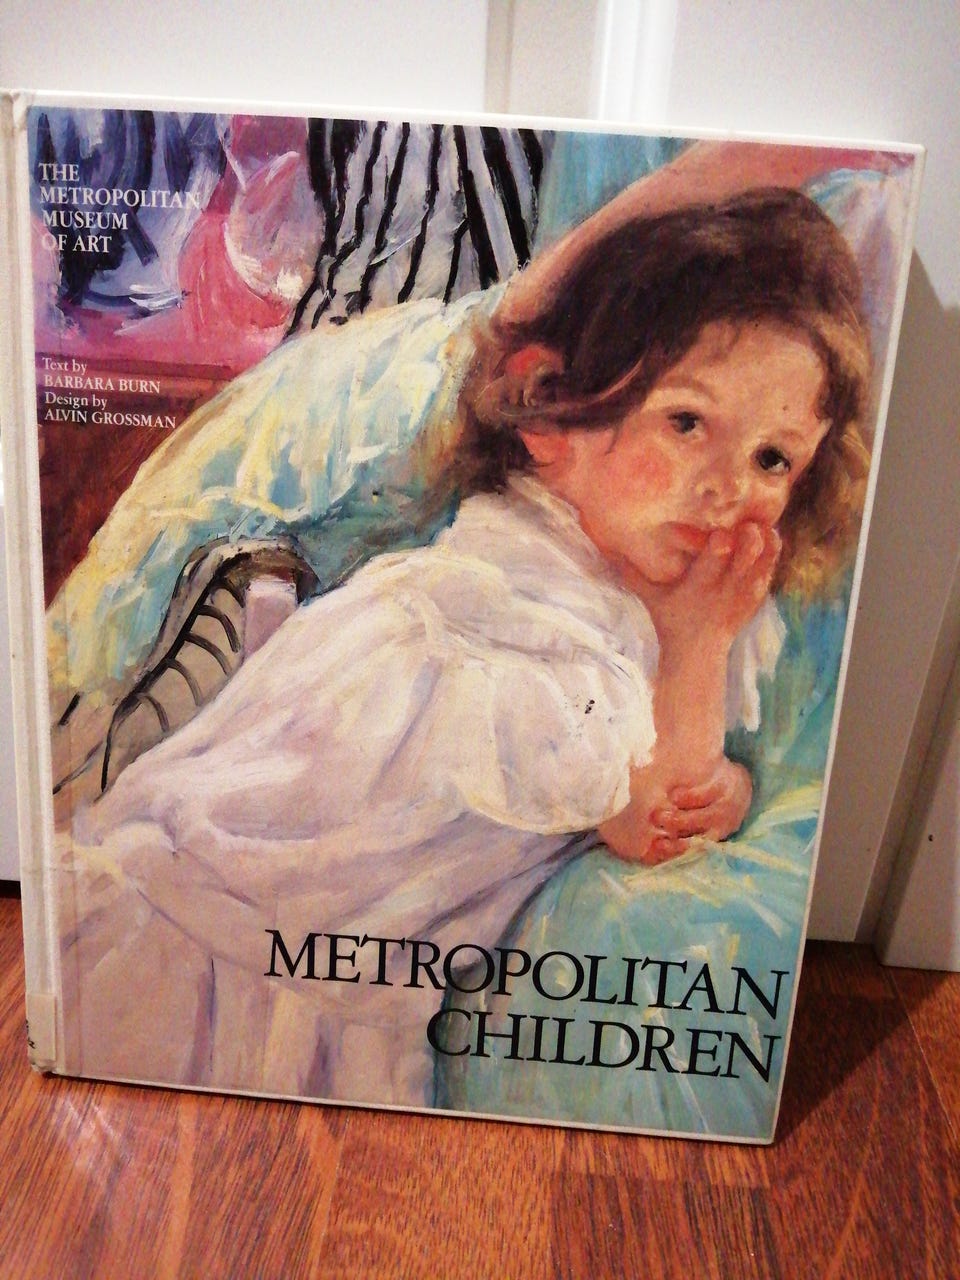 THE
METROPOLITAN
MUSEUM
OF ART
Text by
BARBARA BURN
Design by
ALVIN GROSSMAN
METROPOLITAN
CHILDREN